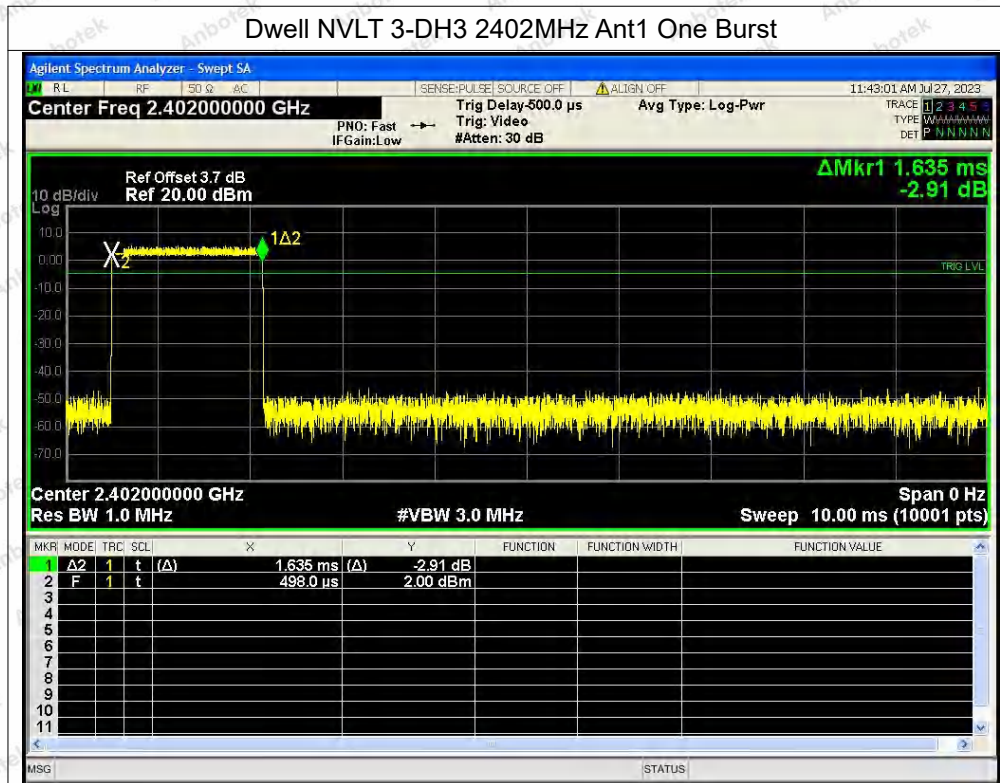 Dwell NVLT 3-DH3 2402MHz Ant1 One Burst
Agilent Spectrum Analyzer - Swept SA
RL RF 50 Ω AC SENSE:PULSE SOURCE OFF ALIGN OFF 11:43:01 AM Jul 27, 2023
Center Freq 2.402000000 GHz
PNO: Fast
IFGain:Low
Trig Delay-500.0 µs
Trig: Video
#Atten: 30 dB
Avg Type: Log-Pwr
TRACE 1 2 3 4 5 6
TYPE W
DET P N N N N N
ΔMkr1 1.635 ms
-2.91 dB
Ref Offset 3.7 dB
10 dB/div Ref 20.00 dBm
Log
10.0
0.00
-10.0
-20.0
-30.0
-40.0
-50.0
-60.0
-70.0
X2
1Δ2
TRIG LVL
Center 2.402000000 GHz Span 0 Hz
Res BW 1.0 MHz #VBW 3.0 MHz Sweep 10.00 ms (10001 pts)
MKR MODE TRC SCL X Y FUNCTION FUNCTION WIDTH FUNCTION VALUE
1 Δ2 1 t (Δ) 1.635 ms (Δ) -2.91 dB
2 F 1 t 498.0 µs 2.00 dBm
3
4
5
6
7
8
9
10
11
MSG STATUS
Anbotek